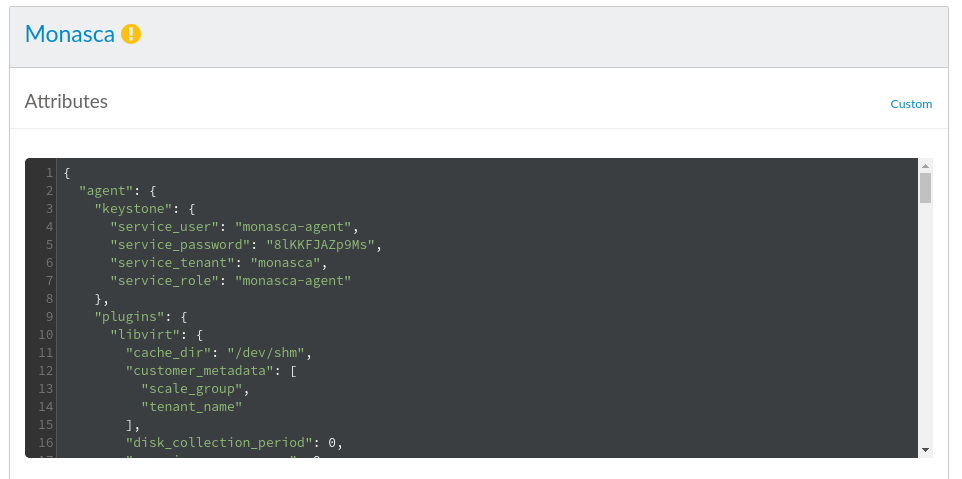 Monasca
Attributes
Custom
1 {
2 "agent": {
3 "keystone": {
4 "service_user": "monasca-agent",
5 "service_password": "8lKKFJAZp9Ms",
6 "service_tenant": "monasca",
7 "service_role": "monasca-agent"
8 },
9 "plugins": {
10 "libvirt": {
11 "cache_dir": "/dev/shm",
12 "customer_metadata": [
13 "scale_group",
14 "tenant_name"
15 ],
16 "disk_collection_period": 0,